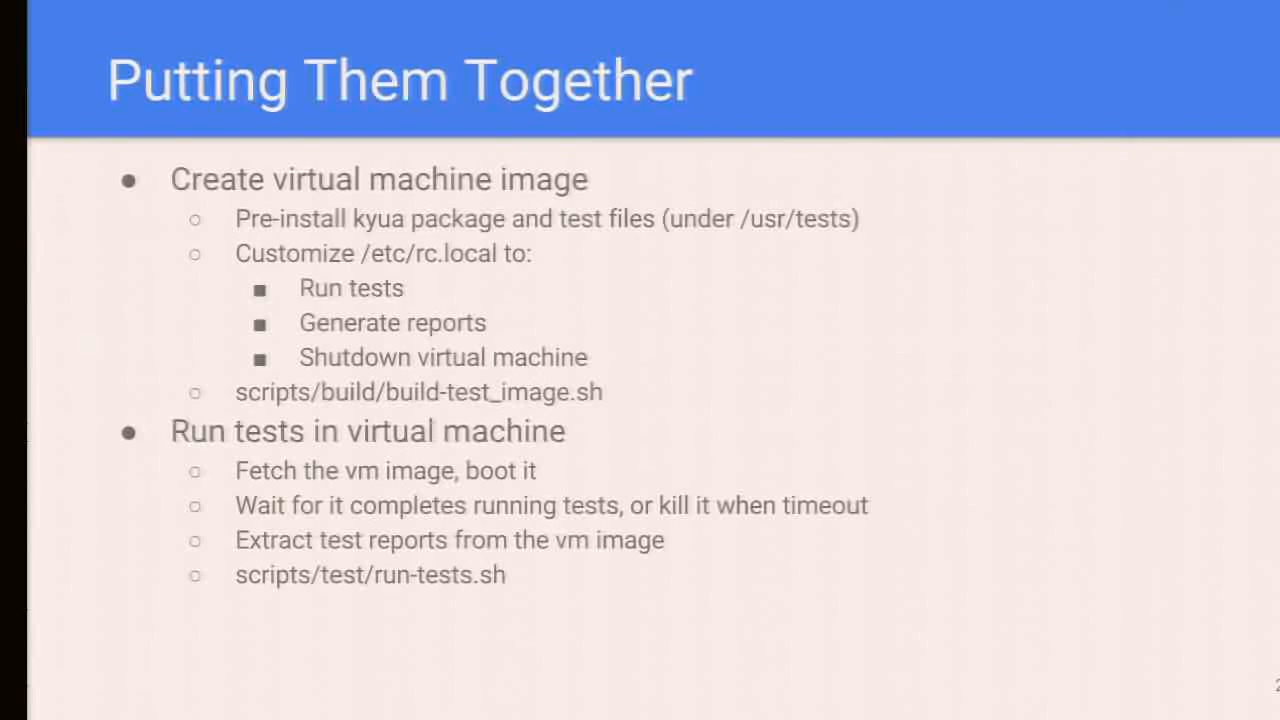 Putting Them Together
● Create virtual machine image
○ Pre-install kyua package and test files (under /usr/tests)
○ Customize /etc/rc.local to:
■ Run tests
■ Generate reports
■ Shutdown virtual machine
○ scripts/build/build-test_image.sh
● Run tests in virtual machine
○ Fetch the vm image, boot it
○ Wait for it completes running tests, or kill it when timeout
○ Extract test reports from the vm image
○ scripts/test/run-tests.sh